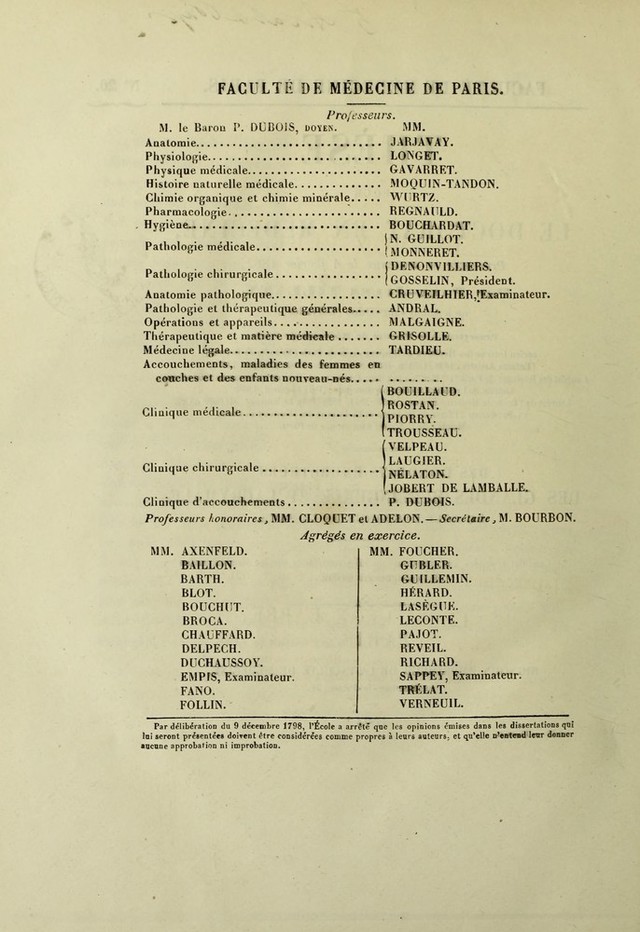 FACULTÉ DE MÉDECINE DE PARIS.
Professeurs.
M. le Baron P. DUBOIS, DOYEN. MM.
Anatomie........................... JARJAVAY.
Physiologie......................... LONGET.
Physique médicale.................... GAVARRET.
Histoire naturelle médicale............. MOQUIN-TANDON.
Chimie organique et chimie minérale..... WURTZ.
Pharmacologie....................... REGNAULD.
Hygiène............................ BOUCHARDAT.
Pathologie médicale................... { N. GUILLOT.
{ MONNERET.
Pathologie chirurgicale................ { DENONVILLIERS.
{ GOSSELIN, Président.
Anatomie pathologique................. CRUVEILHIER, Examinateur.
Pathologie et thérapeutique générales..... ANDRAL.
Opérations et appareils................ MALGAIGNE.
Thérapeutique et matière médicale....... GRISOLLE.
Médecine légale...................... TARDIEU.
Accouchements, maladies des femmes en
couches et des enfants nouveau-nés..... ........
Clinique médicale.................... { BOUILLAUD.
ROSTAN.
PIORRY.
TROUSSEAU.
Clinique chirurgicale................. { VELPEAU.
LAUGIER.
NÉLATON.
JOBERT DE LAMBALLE.
Clinique d'accouchements............... P. DUBOIS.
Professeurs honoraires, MM. CLOQUET et ADELON. — Secrétaire, M. BOURBON.
Agrégés en exercice.
MM. AXENFELD.
BAILLON.
BARTH.
BLOT.
BOUCHUT.
BROCA.
CHAUFFARD.
DELPECH.
DUCHAUSSOY.
EMPIS, Examinateur.
FANO.
FOLLIN.
MM. FOUCHER.
GUBLER.
GUILLEMIN.
HÉRARD.
LASÈGUE.
LECONTE.
PAJOT.
REVEIL.
RICHARD.
SAPPEY, Examinateur.
TRÉLAT.
VERNEUIL.
Par délibération du 9 décembre 1798, l'École a arrêté que les opinions émises dans les dissertations qui
lui seront présentées doivent être considérées comme propres à leurs auteurs, et qu'elle n'entend leur donner
aucune approbation ni improbation.